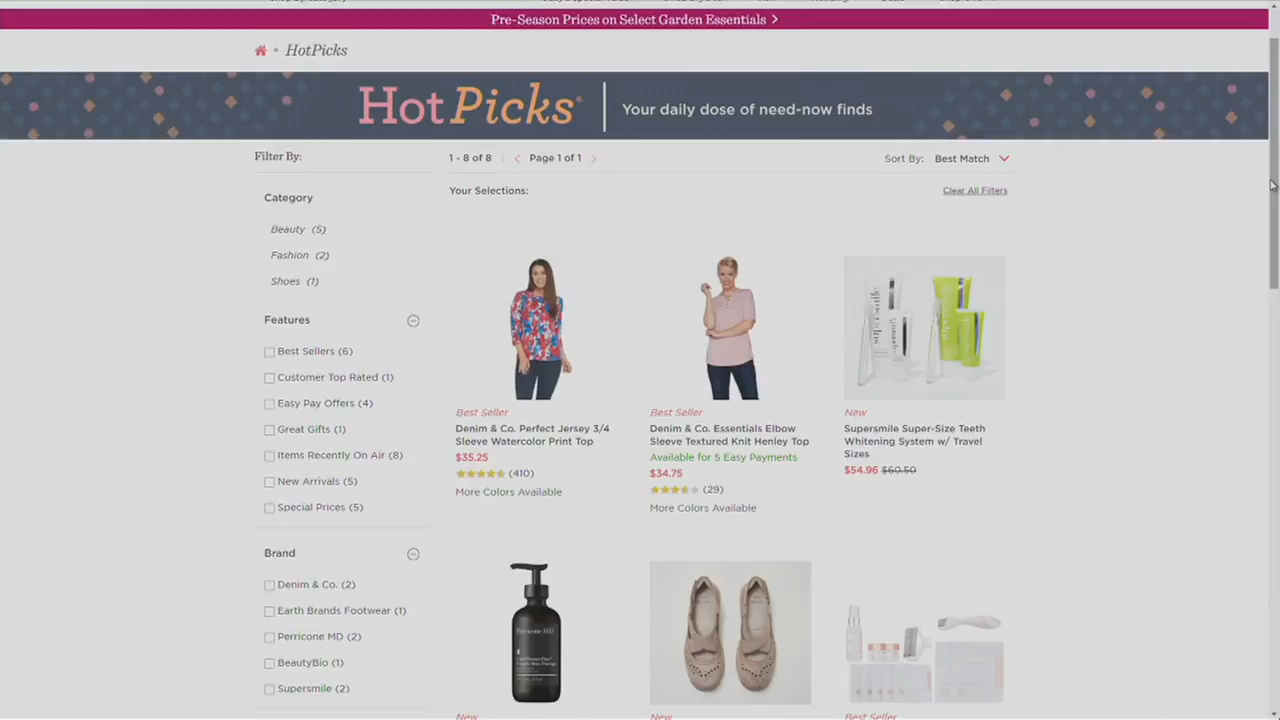 Pre-Season Prices on Select Garden Essentials >
» HotPicks
Hot Picks®
Your daily dose of need-now finds
Filter By:
1 - 8 of 8
Page 1 of 1
Sort By:
Best Match
Your Selections:
Clear All Filters
Category
Beauty (5)
Fashion (2)
Shoes (1)
Features
Best Sellers (6)
Customer Top Rated (1)
Easy Pay Offers (4)
Great Gifts (1)
Items Recently On Air (8)
New Arrivals (5)
Special Prices (5)
Brand
Denim & Co. (2)
Earth Brands Footwear (1)
Perricone MD (2)
BeautyBio (1)
Supersmile (2)
Best Seller
Denim & Co. Perfect Jersey 3/4
Sleeve Watercolor Print Top
$35.25
(410)
More Colors Available
Best Seller
Denim & Co. Essentials Elbow
Sleeve Textured Knit Henley Top
Available for 5 Easy Payments
$34.75
(29)
More Colors Available
supersmile
New
Supersmile Super-Size Teeth
Whitening System w/ Travel
Sizes
$54.96 $60.50
Perricone MD
New
New
Best Seller